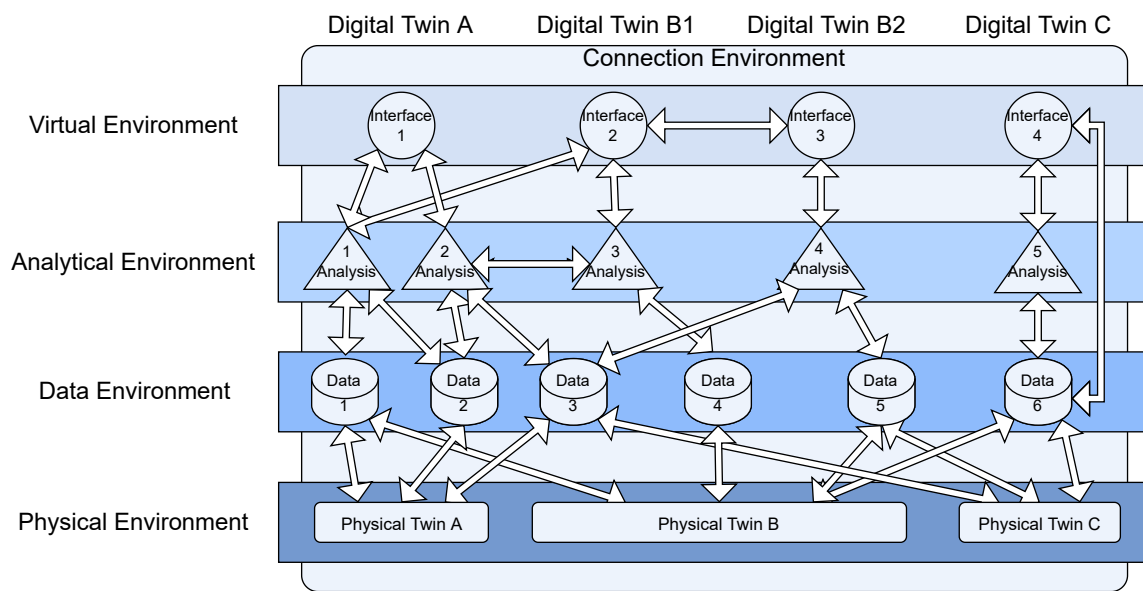 Digital Twin A
Digital Twin B1
Digital Twin B2
Digital Twin C
Connection Environment
Virtual Environment
Interface
1
Interface
2
Interface
3
Interface
4
Analytical Environment
1
Analysis
2
Analysis
3
Analysis
4
Analysis
5
Analysis
Data Environment
Data
1
Data
2
Data
3
Data
4
Data
5
Data
6
Physical Environment
Physical Twin A
Physical Twin B
Physical Twin C